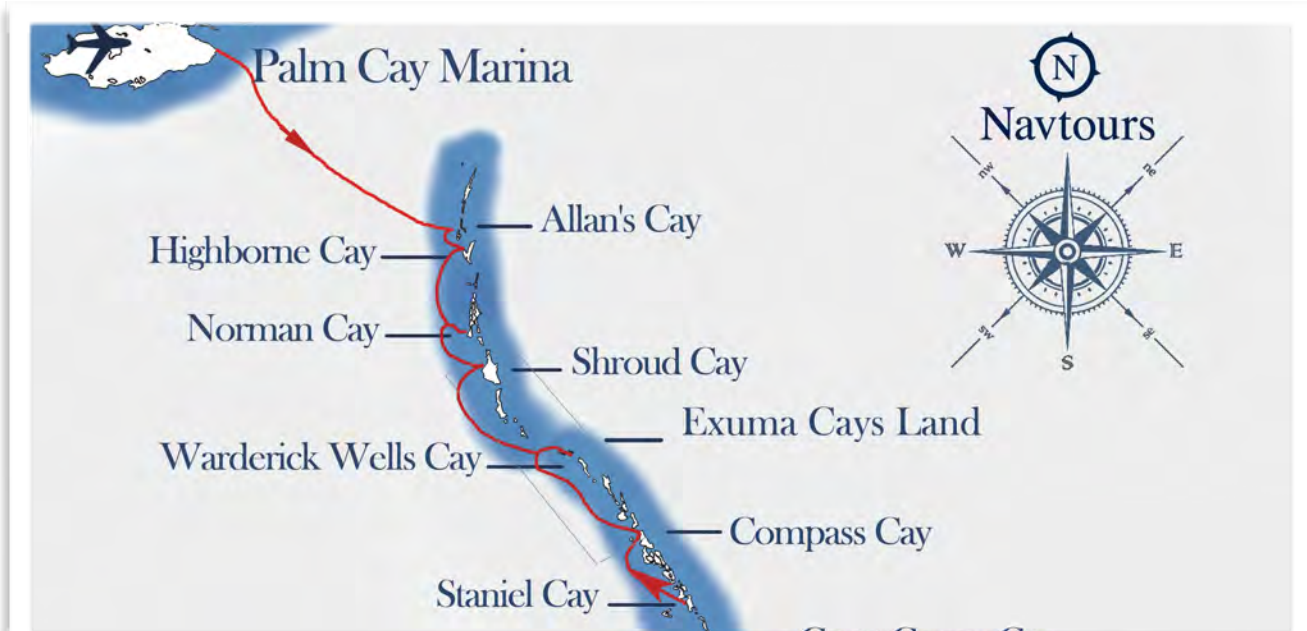 Palm Cay Marina
N
Navtours
nw
ne
Allan's Cay
Highborne Cay
W
E
Norman Cay
sw
S
Shroud Cay
Exuma Cays Land
Warderick Wells Cay
Compass Cay
Staniel Cay